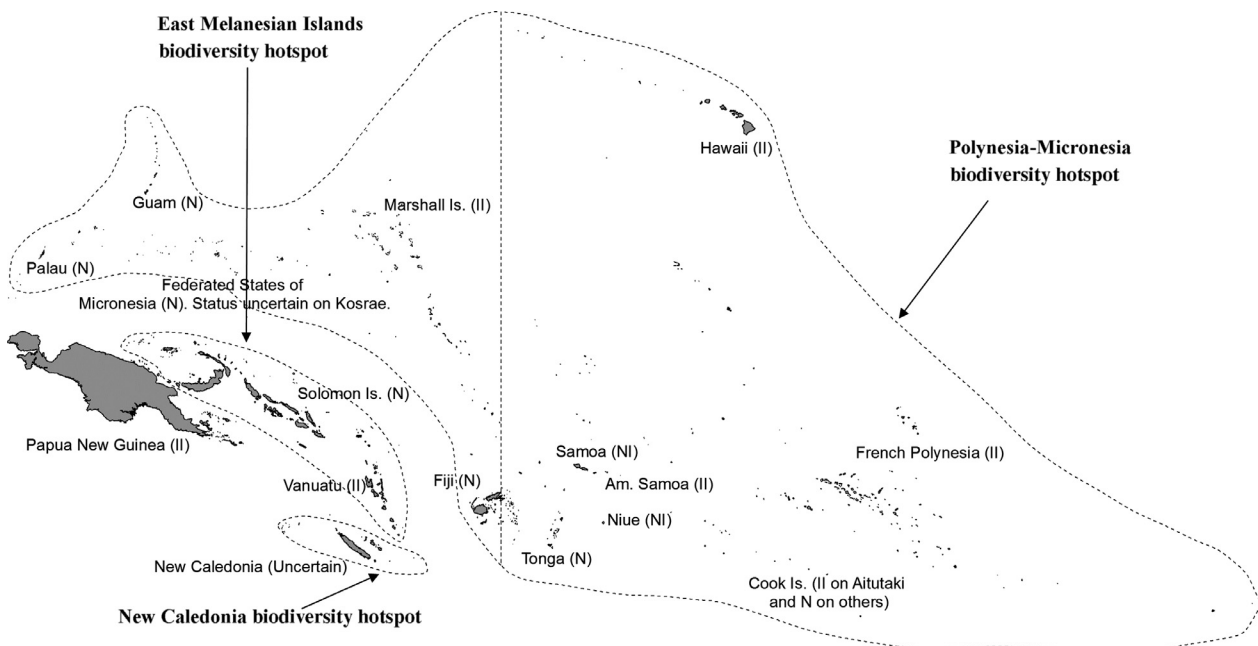 East Melanesian Islands
biodiversity hotspot
Hawaii (II)
Polynesia-Micronesia
biodiversity hotspot
Guam (N)
Marshall Is. (II)
Palau (N)
Federated States of
Micronesia (N). Status uncertain on Kosrae.
Solomon Is. (N)
Papua New Guinea (II)
Samoa (NI)
French Polynesia (II)
Vanuatu (II)
Fiji (N)
Am. Samoa (II)
Niue (NI)
Tonga (N)
New Caledonia (Uncertain)
Cook Is. (II on Aitutaki
and N on others)
New Caledonia biodiversity hotspot